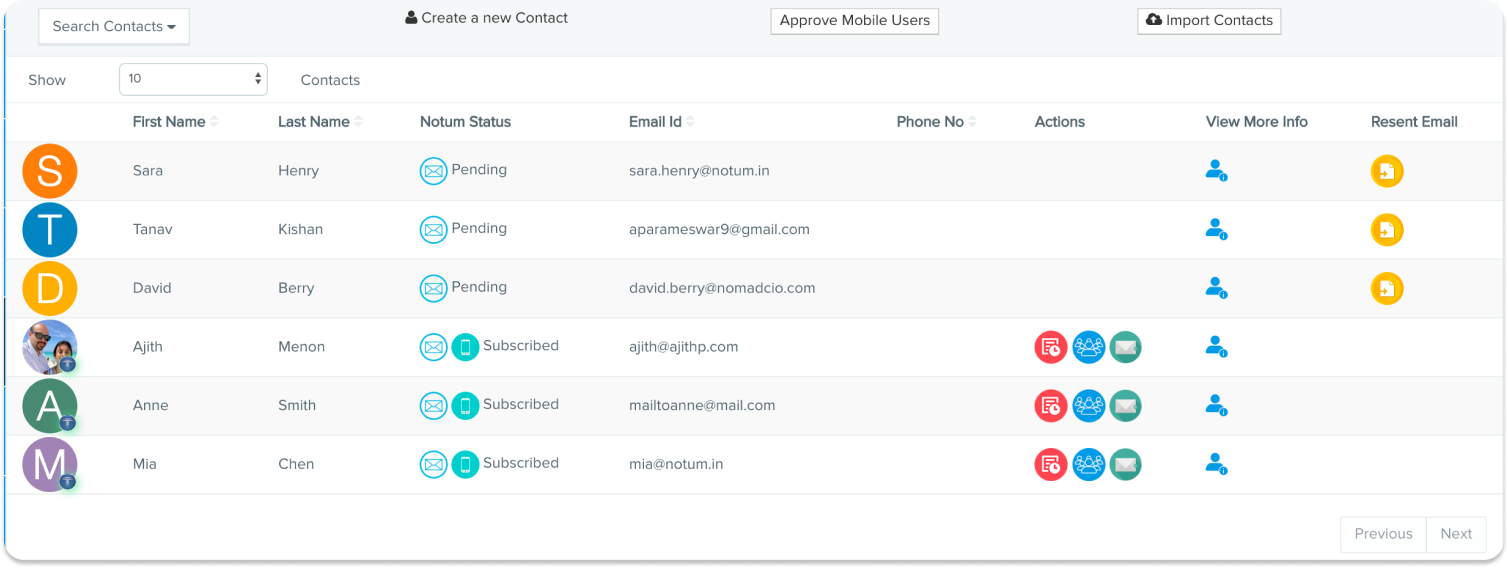 Search Contacts Create a new Contact Approve Mobile Users Import Contacts
Show 10 Contacts
First Name Last Name Notum Status Email Id Phone No Actions View More Info Resent Email
S Sara Henry Pending sara.henry@notum.in
T Tanav Kishan Pending aparameswar9@gmail.com
D David Berry Pending david.berry@nomadcio.com
Ajith Menon Subscribed ajith@ajithp.com
A Anne Smith Subscribed mailtoanne@mail.com
M Mia Chen Subscribed mia@notum.in
Previous Next